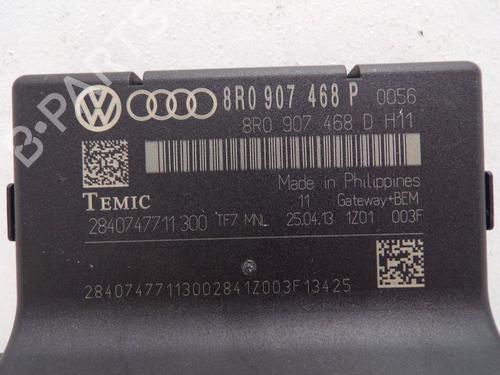 8R0 907 468 P 0056
8R0 907 468 D H11
TEMIC
Made in Philippines
11 Gateway+BEM
2840747711 300 TF7 MNL 25.04.13 1Z01 003F
28407477113002841Z003F13425
B-PARTS